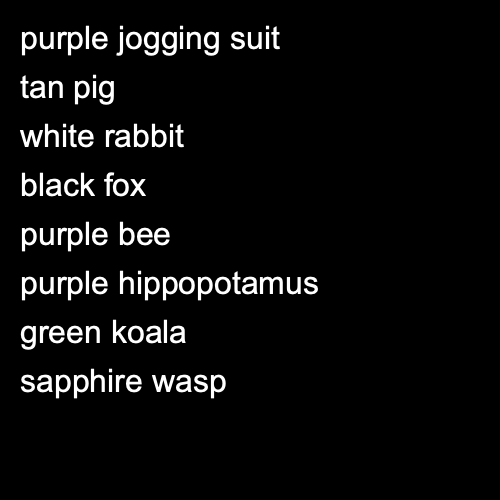 purple jogging suit
tan pig
white rabbit
black fox
purple bee
purple hippopotamus
green koala
sapphire wasp